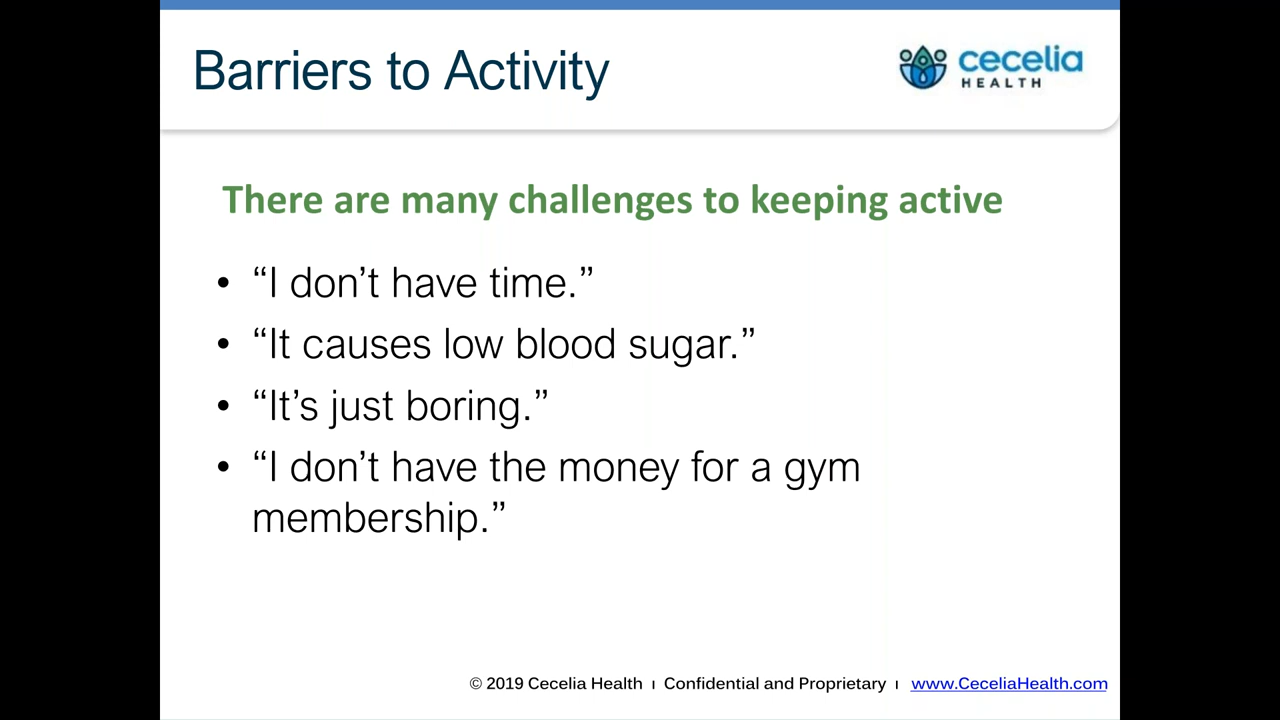 Barriers to Activity
cecelia
HEALTH
There are many challenges to keeping active
• “I don’t have time.”
• “It causes low blood sugar.”
• “It’s just boring.”
• “I don’t have the money for a gym
membership.”
© 2019 Cecelia Health ı Confidential and Proprietary ı www.CeceliaHealth.com